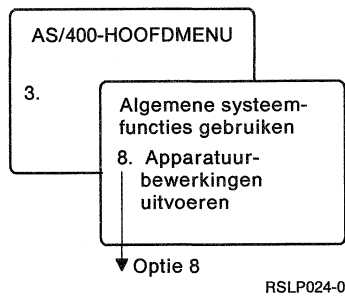 AS/400-HOOFDMENU
3.
Algemene systeem-
functies gebruiken
8. Apparatuur-
bewerkingen
uitvoeren
Optie 8
RSLP024-0